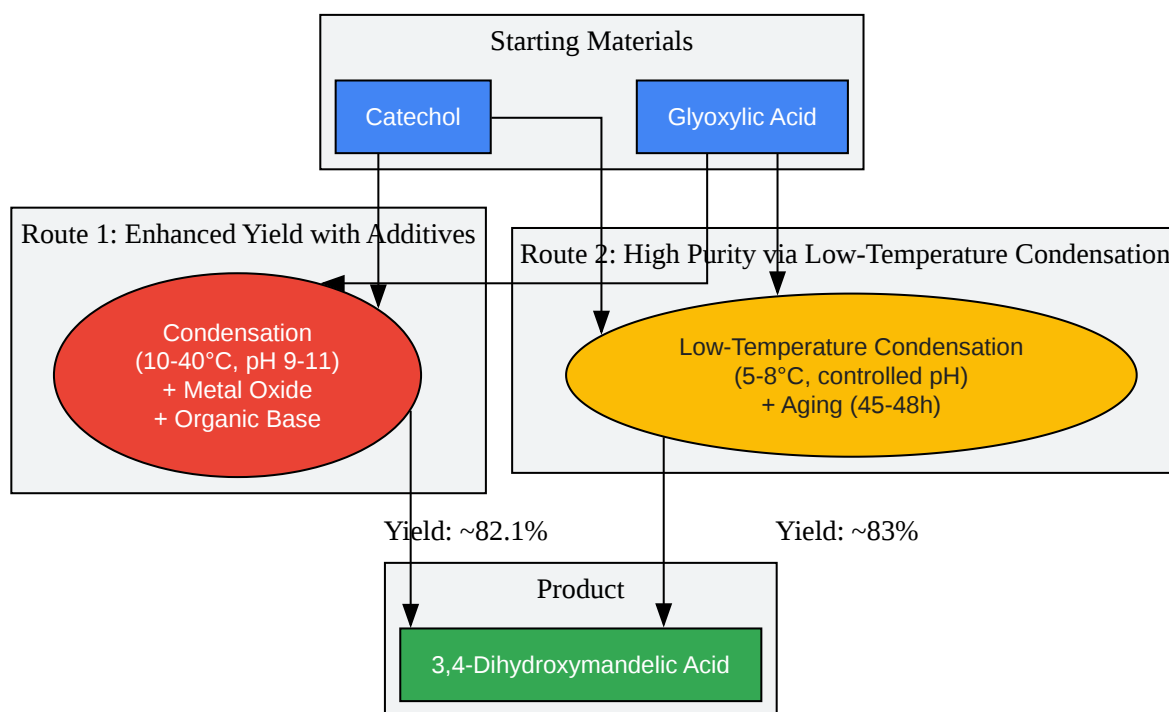 Starting Materials
Catechol
Glyoxylic Acid
Route 1: Enhanced Yield with Additives
Route 2: High Purity via Low-Temperature Condensation
Condensation
(10-40°C, pH 9-11)
+ Metal Oxide
+ Organic Base
Low-Temperature Condensation
(5-8°C, controlled pH)
+ Aging (45-48h)
Yield: ~82.1%
Yield: ~83%
Product
3,4-Dihydroxymandelic Acid